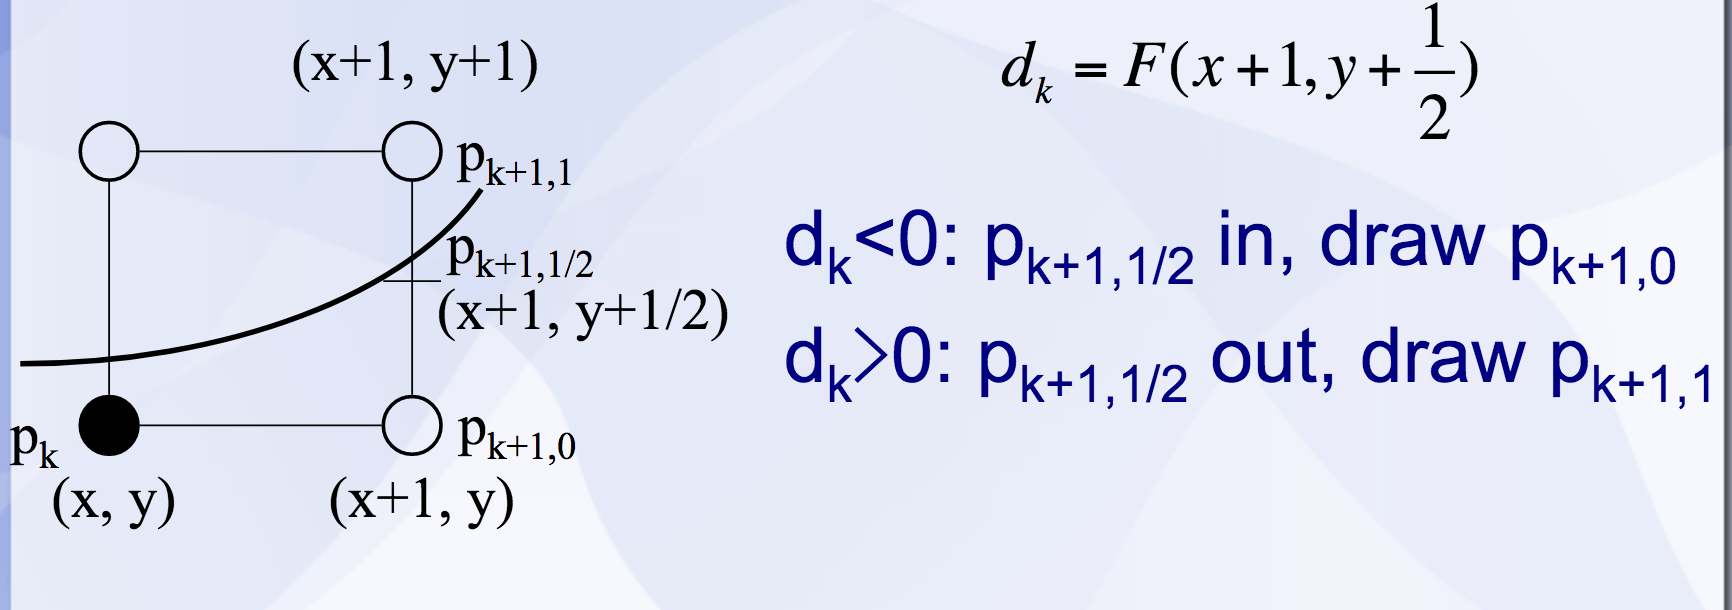 (x+1, y+1)
d_k = F(x+1, y+1/2)
p_k+1,1
p_k+1,1/2
(x+1, y+1/2)
d_k<0: p_k+1,1/2 in, draw p_k+1,0
d_k>0: p_k+1,1/2 out, draw p_k+1,1
p_k
p_k+1,0
(x, y)
(x+1, y)